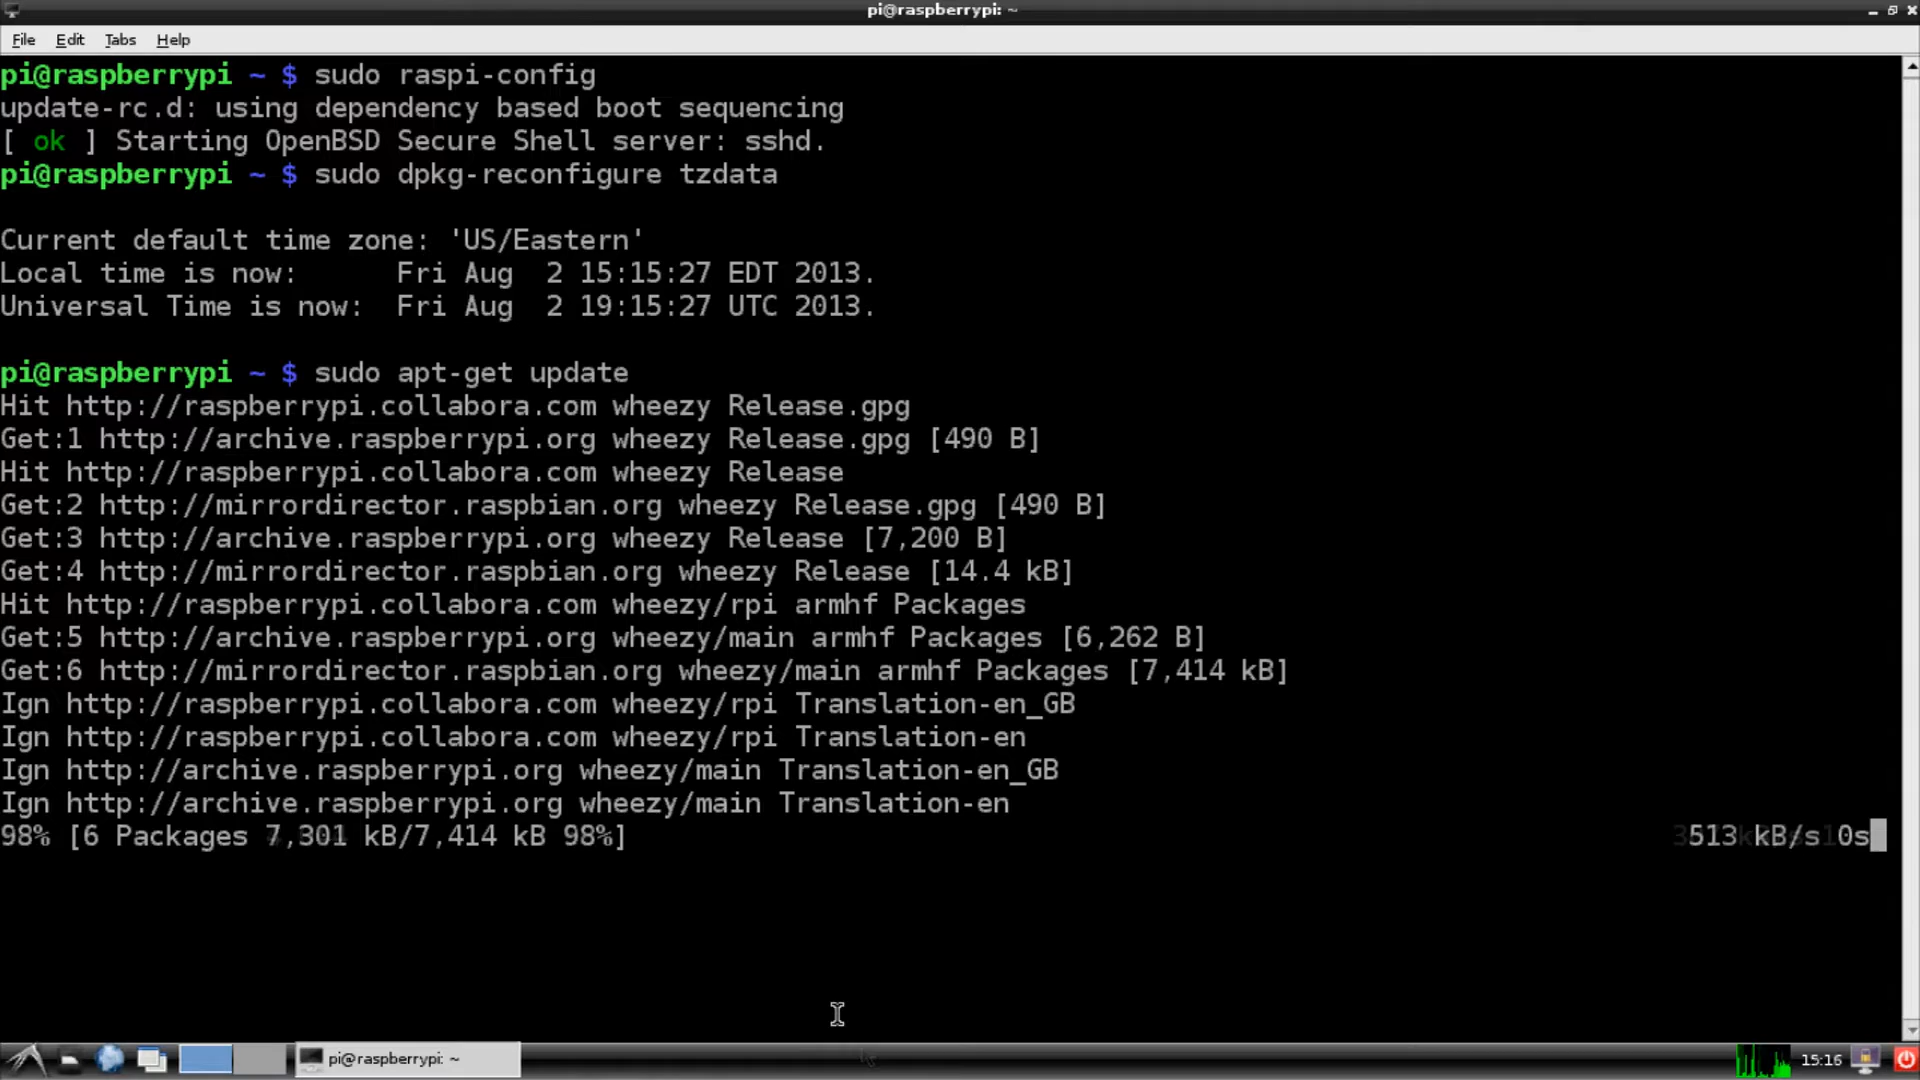 pi@raspberrypi: ~
File Edit Tabs Help
pi@raspberrypi ~ $ sudo raspi-config
update-rc.d: using dependency based boot sequencing
[ ok ] Starting OpenBSD Secure Shell server: sshd.
pi@raspberrypi ~ $ sudo dpkg-reconfigure tzdata
Current default time zone: 'US/Eastern'
Local time is now:      Fri Aug  2 15:15:27 EDT 2013.
Universal Time is now:  Fri Aug  2 19:15:27 UTC 2013.
pi@raspberrypi ~ $ sudo apt-get update
Hit http://raspberrypi.collabora.com wheezy Release.gpg
Get:1 http://archive.raspberrypi.org wheezy Release.gpg [490 B]
Hit http://raspberrypi.collabora.com wheezy Release
Get:2 http://mirrordirector.raspbian.org wheezy Release.gpg [490 B]
Get:3 http://archive.raspberrypi.org wheezy Release [7,200 B]
Get:4 http://mirrordirector.raspbian.org wheezy Release [14.4 kB]
Hit http://raspberrypi.collabora.com wheezy/rpi armhf Packages
Get:5 http://archive.raspberrypi.org wheezy/main armhf Packages [6,262 B]
Get:6 http://mirrordirector.raspbian.org wheezy/main armhf Packages [7,414 kB]
Ign http://raspberrypi.collabora.com wheezy/rpi Translation-en_GB
Ign http://raspberrypi.collabora.com wheezy/rpi Translation-en
Ign http://archive.raspberrypi.org wheezy/main Translation-en_GB
Ign http://archive.raspberrypi.org wheezy/main Translation-en
98% [6 Packages 7,301 kB/7,414 kB 98%] 513 kB/s 0s
pi@raspberrypi: ~ 15:16